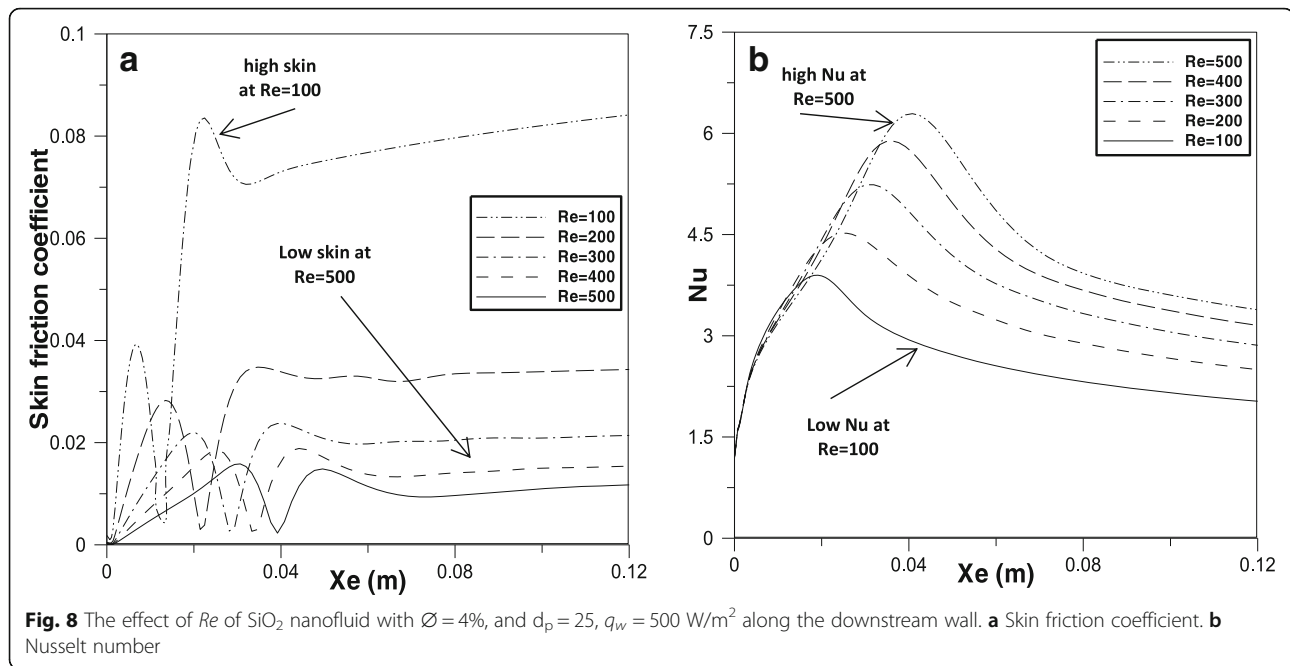 a
high skin
at Re=100
Low skin at
Re=500
Re=100
Re=200
Re=300
Re=400
Re=500
Skin friction coefficient
0.1
0.08
0.06
0.04
0.02
0
0
0.04
0.08
0.12
Xe (m)
b
high Nu at
Re=500
Low Nu at
Re=100
Re=500
Re=400
Re=300
Re=200
Re=100
Nu
7.5
6
4.5
3
1.5
0
0
0.04
0.08
0.12
Xe (m)
Fig. 8 The effect of Re of SiO₂ nanofluid with Ø = 4%, and dₚ = 25, q_w = 500 W/m² along the downstream wall. a Skin friction coefficient. b
Nusselt number